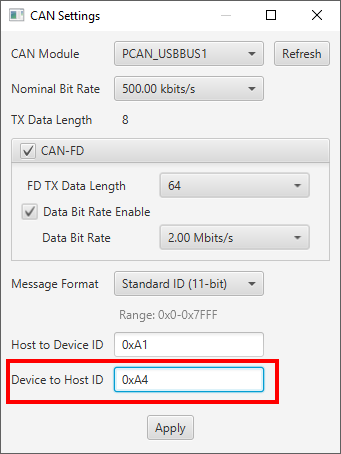 CAN Settings
CAN Module PCAN_USBBUS1 Refresh
Nominal Bit Rate 500.00 kbits/s
TX Data Length 8
CAN-FD
FD TX Data Length 64
Data Bit Rate Enable
Data Bit Rate 2.00 Mbits/s
Message Format Standard ID (11-bit)
Range: 0x0-0x7FFF
Host to Device ID 0xA1
Device to Host ID 0xA4
Apply